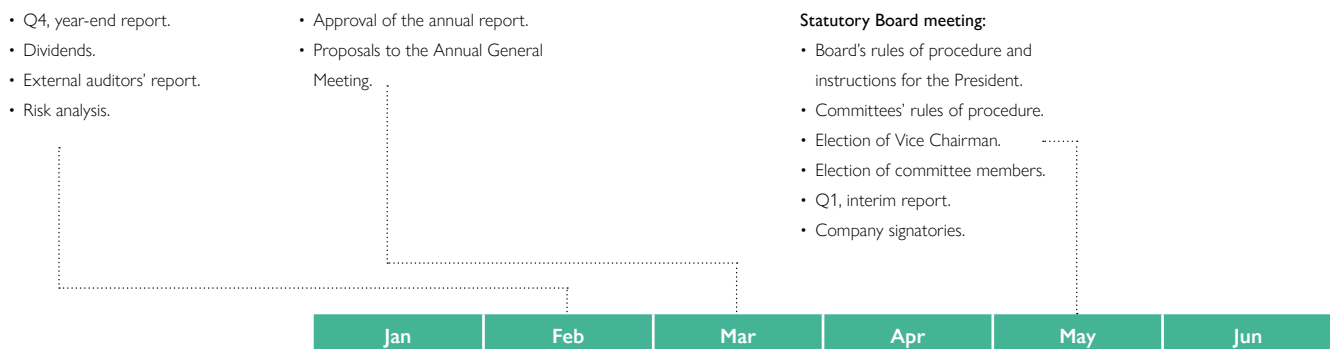 • Q4, year-end report.
• Dividends.
• External auditors' report.
• Risk analysis.
• Approval of the annual report.
• Proposals to the Annual General
Meeting.
Statutory Board meeting:
• Board's rules of procedure and
instructions for the President.
• Committees' rules of procedure.
• Election of Vice Chairman.
• Election of committee members.
• Q1, interim report.
• Company signatories.
Jan Feb Mar Apr May Jun